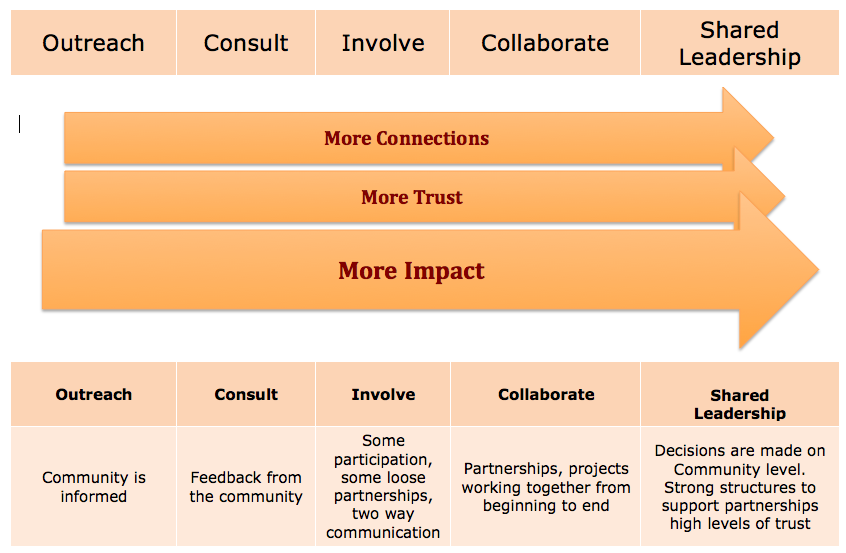 Outreach
Consult
Involve
Collaborate
Shared
Leadership
More Connections
More Trust
More Impact
Outreach
Consult
Involve
Collaborate
Shared
Leadership
Community is
informed
Feedback from
the community
Some
participation,
some loose
partnerships,
two way
communication
Partnerships, projects
working together from
beginning to end
Decisions are made on
Community level.
Strong structures to
support partnerships
high levels of trust